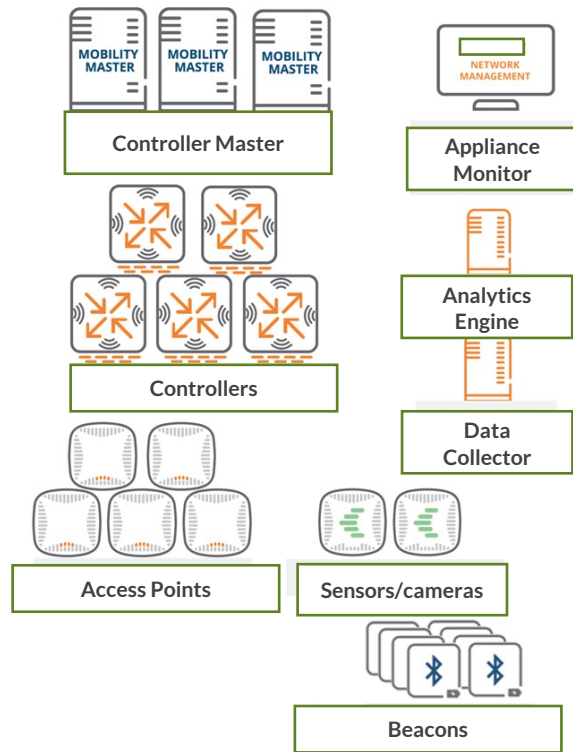 MOBILITY
MASTER
MOBILITY
MASTER
MOBILITY
MASTER
Controller Master
NETWORK
MANAGEMENT
Appliance
Monitor
Analytics
Engine
Controllers
Data
Collector
Access Points
Sensors/cameras
Beacons